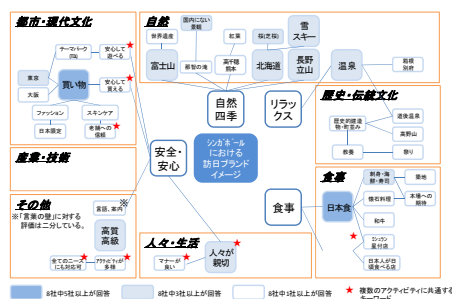 都市・現代文化
テーマパーク
安心して
遊べる
東京
大阪
買い物
安心して
買える
ファッション
スキンケア
日本限定
老舗への
信頼
産業・技術
その他
※「言葉の壁」に対する
評価は二分している。
言語、案内
※
高質
高級
全てのニーズ
にも対応可
アクティビティが
多様
自然
国内にない
景観
世界遺産
富士山
那智の滝
紅葉
高千穂
熊本
桜(芝桜)
北海道
雪
スキー
長野
立山
温泉
箱根
別府
自然
四季
リラッ
クス
安全・
安心
シンガポール
における
訪日ブランド
イメージ
食事
人々・生活
マナーが
良い
人々が
親切
歴史・伝統文化
歴史的建造
物・町並み
道後温泉
高野山
教養
祭り
食事
日本食
刺身・海
鮮・寿司
築地
懐石料理
本場への
期待
和牛
ミシュラン
星付店
日本人が日
頃食べる店
8社中5社以上が回答
8社中3社以上が回答
8社中1社以上が回答
★
複数のアクティビティに共通する
キーワード